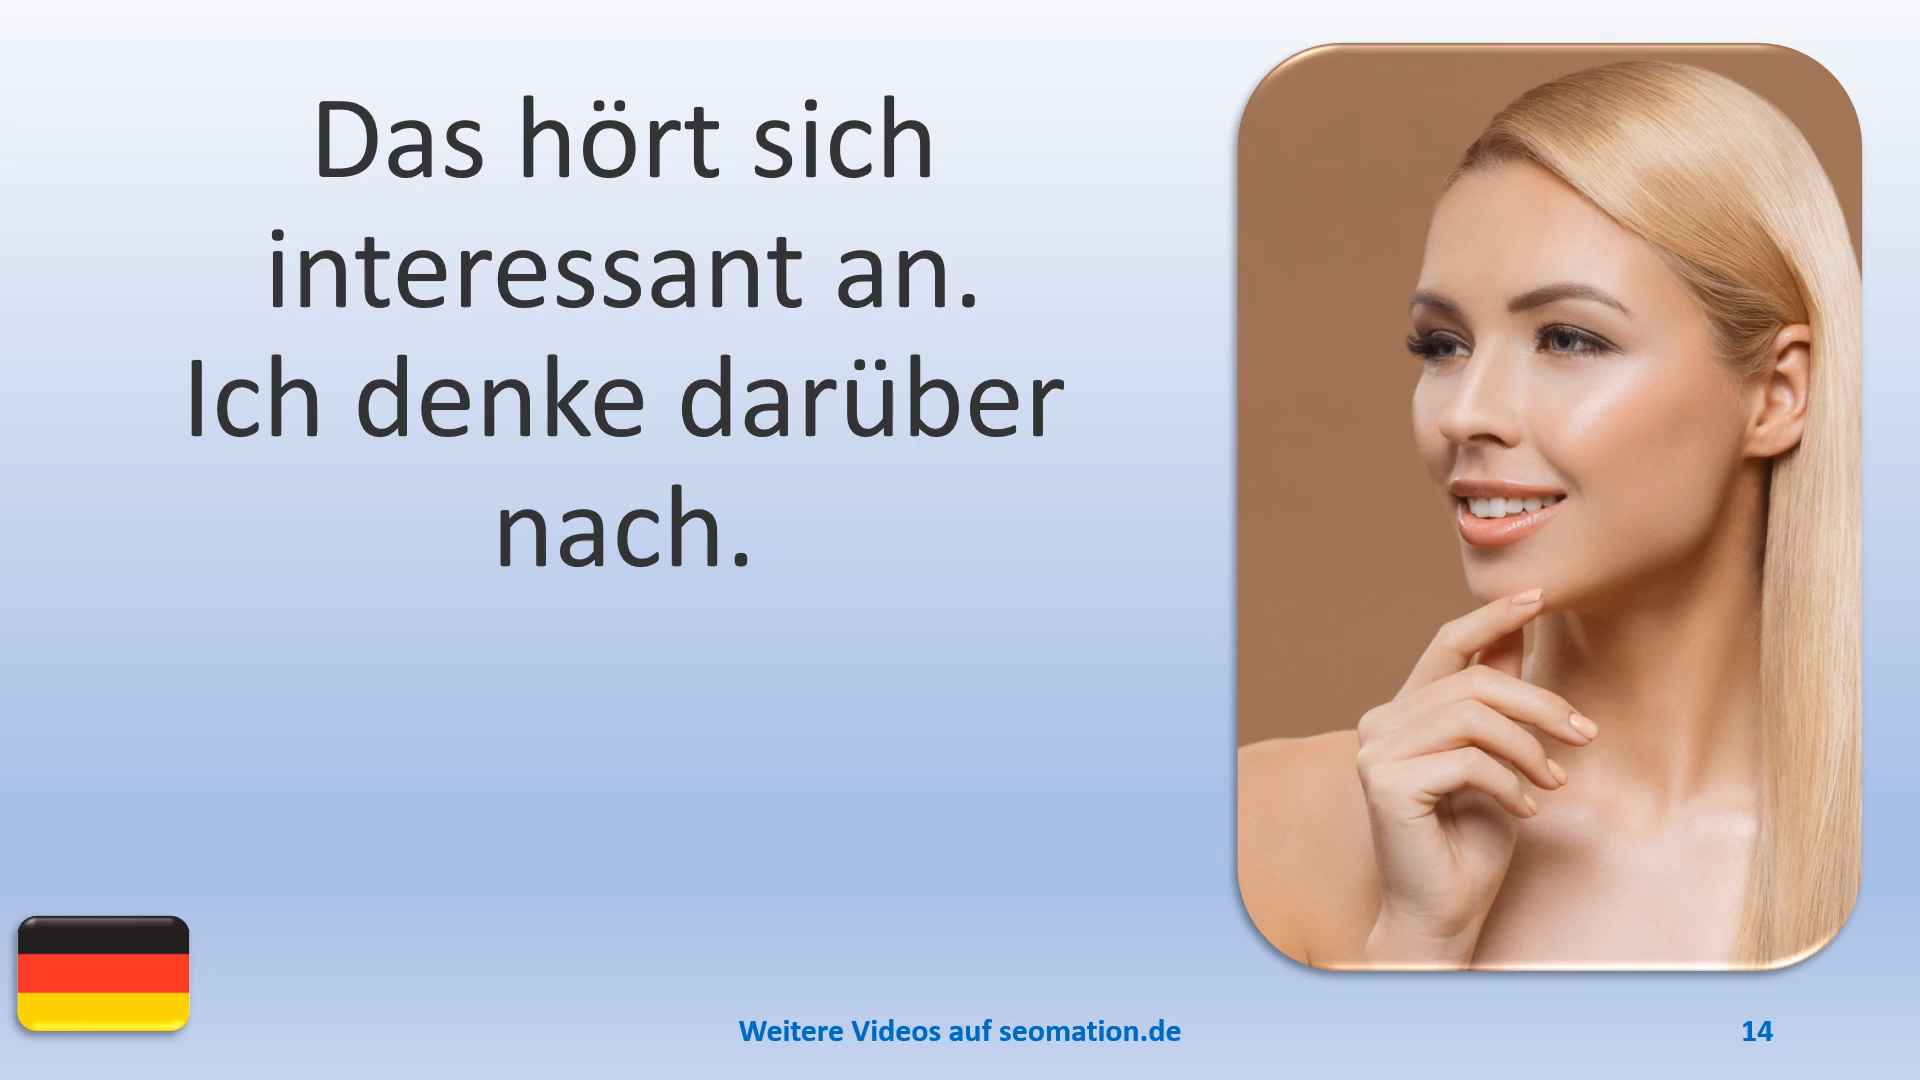 Das hört sich
interessant an.
Ich denke darüber
nach.
Weitere Videos auf seomation.de
14